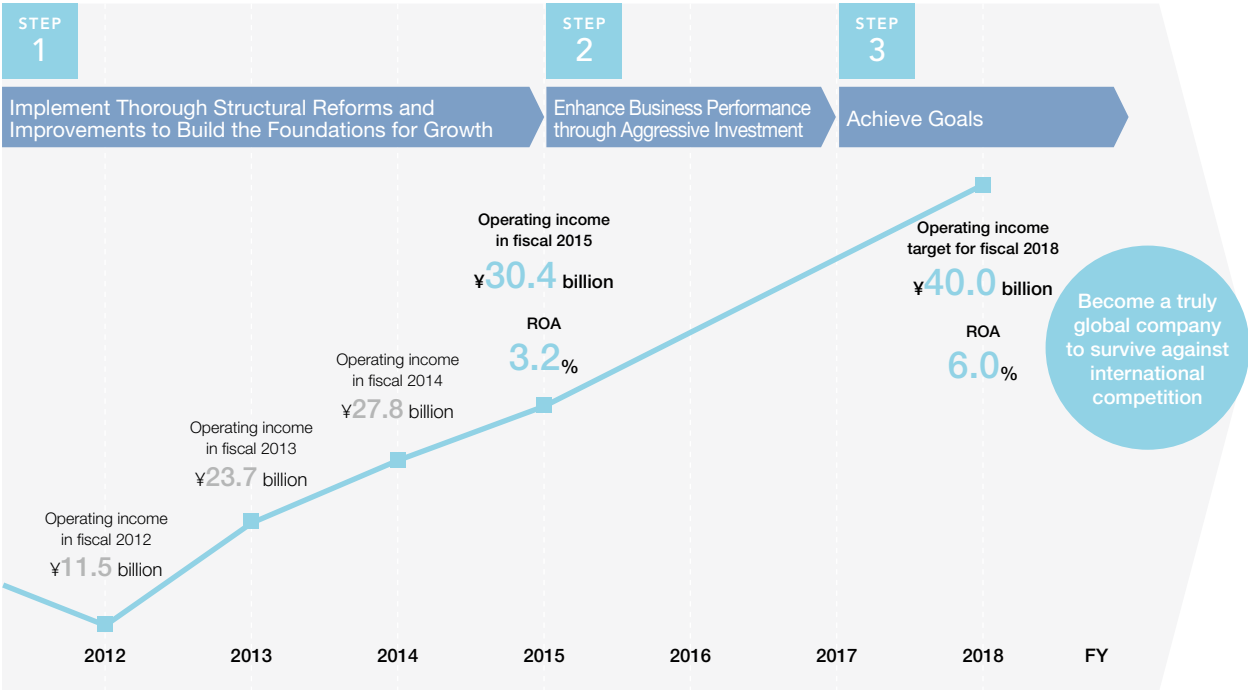 STEP
1
STEP
2
STEP
3
Implement Thorough Structural Reforms and
Improvements to Build the Foundations for Growth
Enhance Business Performance
through Aggressive Investment
Achieve Goals
Operating income
in fiscal 2012
¥11.5 billion
Operating income
in fiscal 2013
¥23.7 billion
Operating income
in fiscal 2014
¥27.8 billion
Operating income
in fiscal 2015
¥30.4 billion
ROA
3.2%
Operating income
target for fiscal 2018
¥40.0 billion
ROA
6.0%
Become a truly
global company
to survive against
international
competition
2012 2013 2014 2015 2016 2017 2018 FY